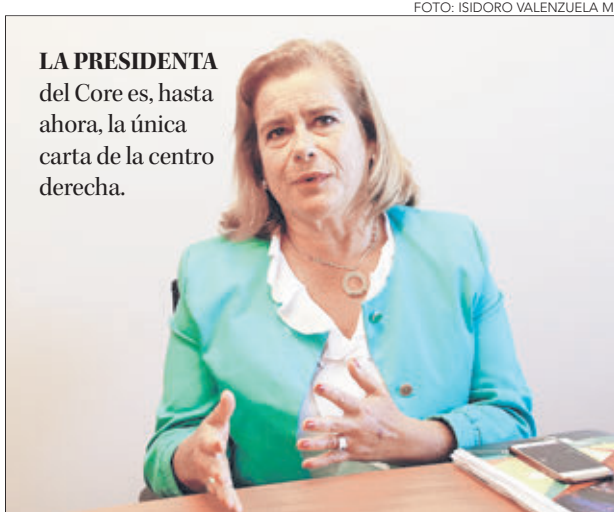 FOTO: ISIDORO VALENZUELA M
LA PRESIDENTA
del Core es, hasta
ahora, la única
carta de la centro
derecha.